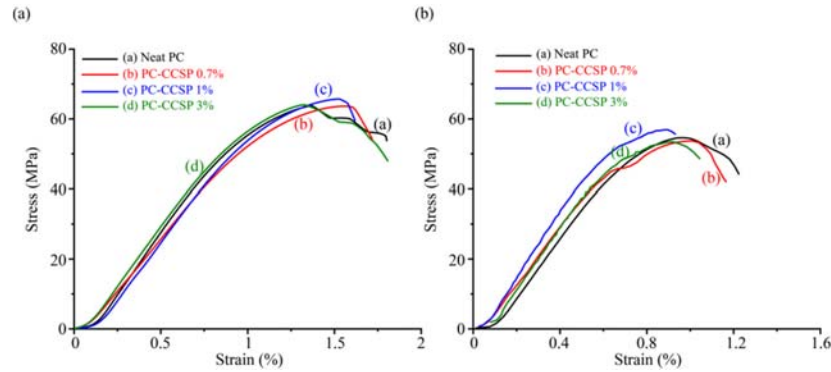 (a)
80
60
40
20
0
Stress (MPa)
(a) Neat PC
(b) PC-CCSP 0.7%
(c) PC-CCSP 1%
(d) PC-CCSP 3%
(c)
(a)
(b)
(d)
0
0.5
1
1.5
2
Strain (%)
(b)
80
60
40
20
0
Stress (MPa)
(a) Neat PC
(b) PC-CCSP 0.7%
(c) PC-CCSP 1%
(d) PC-CCSP 3%
(c)
(d)
(a)
(b)
0
0.4
0.8
1.2
1.6
Strain (%)